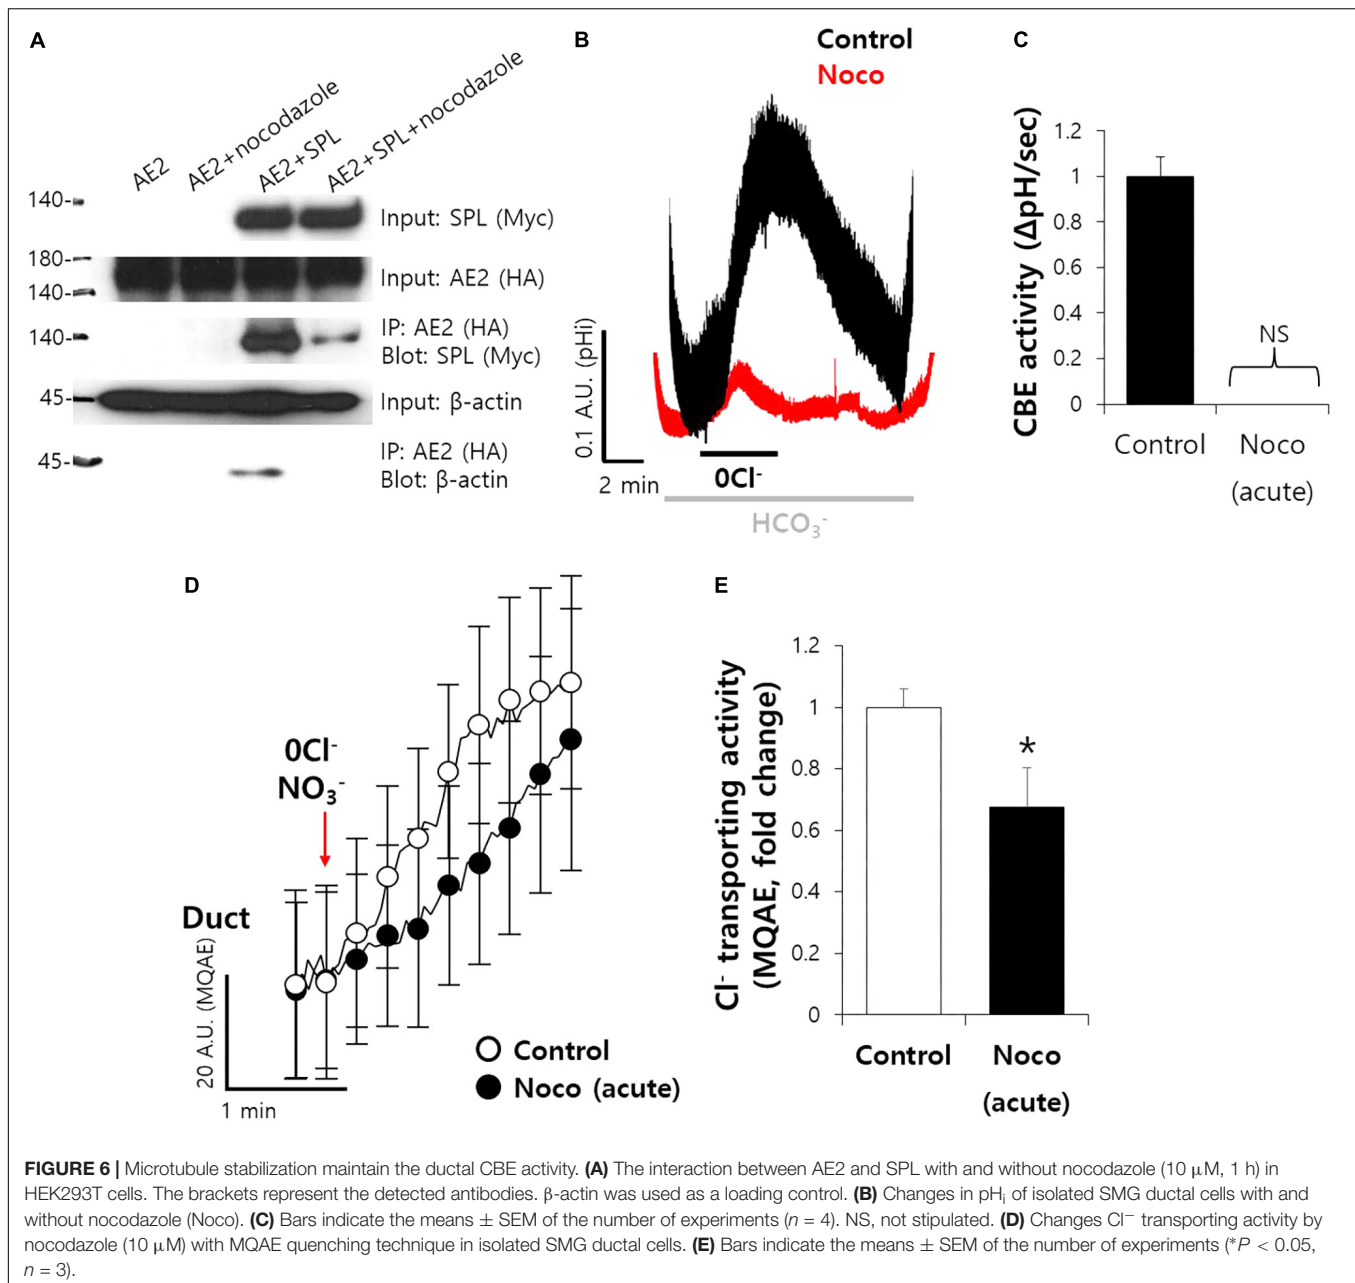 A
AE2
AE2+nocodazole
AE2+SPL
AE2+SPL+nocodazole
140-
Input: SPL (Myc)
180-
140-
Input: AE2 (HA)
140-
IP: AE2 (HA)
Blot: SPL (Myc)
45-
Input: β-actin
45-
IP: AE2 (HA)
Blot: β-actin
B
Control
Noco
0.1 A.U. (pHi)
2 min
0Cl⁻
HCO₃⁻
C
CBE activity (ΔpH/sec)
1.2
1
0.8
0.6
0.4
0.2
0
NS
Control
Noco
(acute)
D
0Cl⁻
NO₃⁻
Duct
20 A.U. (MQAE)
1 min
Control
Noco (acute)
E
Cl⁻ transporting activity
(MQAE, fold change)
1.2
1
0.8
0.6
0.4
0.2
0
*
Control
Noco
(acute)
FIGURE 6 | Microtubule stabilization maintain the ductal CBE activity. (A) The interaction between AE2 and SPL with and without nocodazole (10 μM, 1 h) in
HEK293T cells. The brackets represent the detected antibodies. β-actin was used as a loading control. (B) Changes in pHᵢ of isolated SMG ductal cells with and
without nocodazole (Noco). (C) Bars indicate the means ± SEM of the number of experiments (n = 4). NS, not stipulated. (D) Changes Cl⁻ transporting activity by
nocodazole (10 μM) with MQAE quenching technique in isolated SMG ductal cells. (E) Bars indicate the means ± SEM of the number of experiments (*P < 0.05,
n = 3).